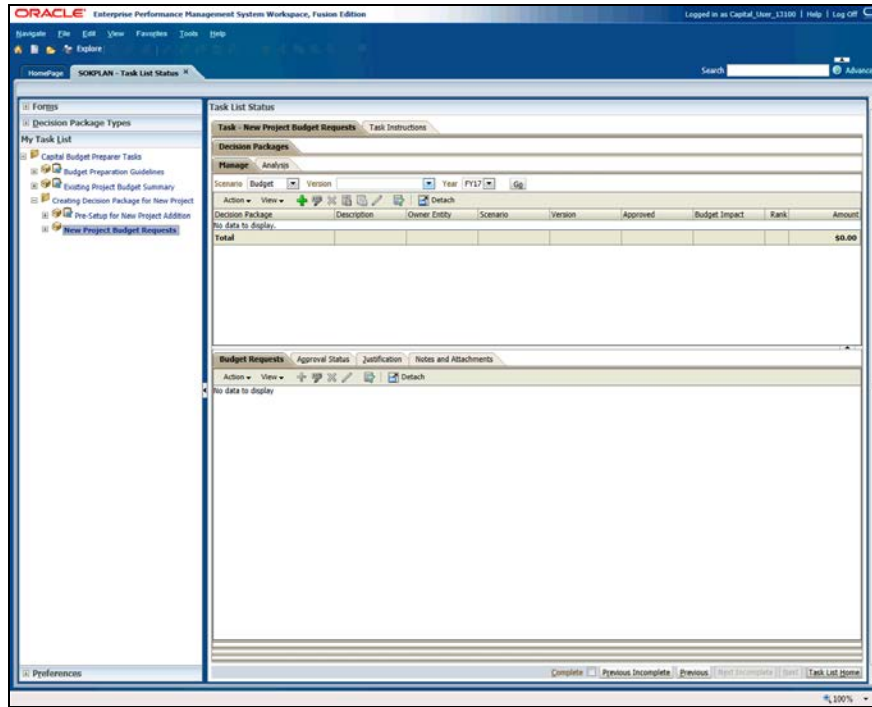 ORACLE Enterprise Performance Management System Workspace, Fusion Edition
Logged in as Capital_User_13100 | Help | Log Off
Navigate File Edit View Favorites Tools Help
Explore
HomePage SOKPLAN - Task List Status
Search Advanc
Forms
Decision Package Types
My Task List
Capital Budget Preparer Tasks
Budget Preparation Guidelines
Existing Project Budget Summary
Creating Decision Package for New Project
Pre-Setup for New Project Addition
New Project Budget Requests
Preferences
Task List Status
Task - New Project Budget Requests Task Instructions
Decision Packages
Manage Analysis
Scenario Budget Version Year FY17 Go
Action View Detach
Decision Package Description Owner Entity Scenario Version Approved Budget Impact Rank Amount
No data to display.
Total $0.00
Budget Requests Approval Status Justification Notes and Attachments
Action View Detach
No data to display
Complete Previous Incomplete Previous Next Incomplete Next Task List Home
100%